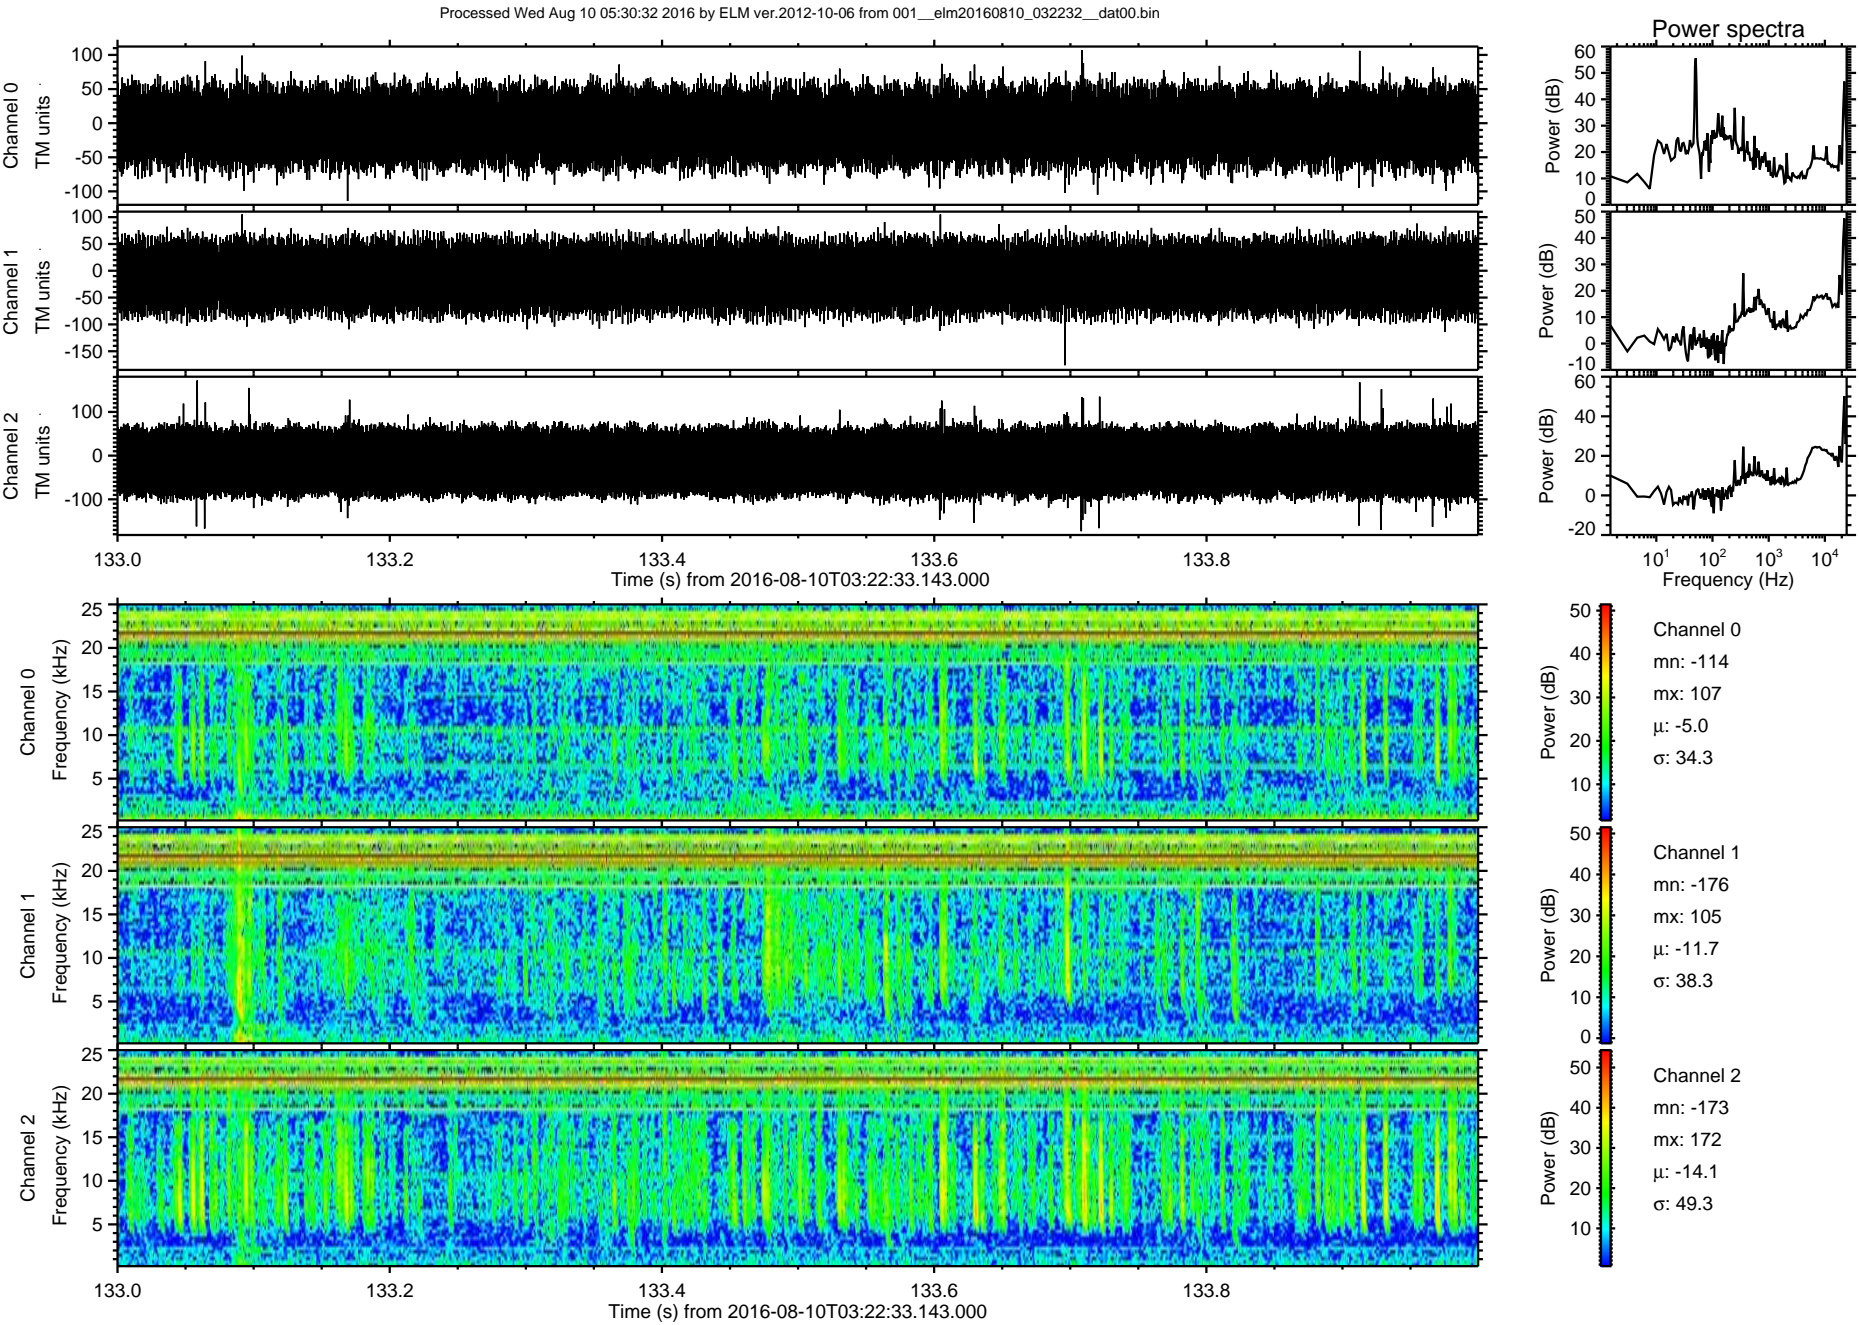 Processed Wed Aug 10 05:30:32 2016 by ELM ver.2012-10-06 from 001__elm20160810_032232__dat00.bin
Power spectra
Channel 0
TM units
100
50
0
-50
-100
Power (dB)
60
50
40
30
20
10
0
Channel 1
TM units
100
50
0
-50
-100
-150
Power (dB)
50
40
30
20
10
0
-10
Channel 2
TM units
100
0
-100
Power (dB)
60
40
20
0
-20
133.0 133.2 133.4 133.6 133.8
Time (s) from 2016-08-10T03:22:33.143.000
10^1 10^2 10^3 10^4
Frequency (Hz)
Channel 0
Frequency (kHz)
25
20
15
10
5
Power (dB)
50
40
30
20
10
Channel 0
mn: -114
mx: 107
μ: -5.0
σ: 34.3
Channel 1
Frequency (kHz)
25
20
15
10
5
Power (dB)
50
40
30
20
10
0
Channel 1
mn: -176
mx: 105
μ: -11.7
σ: 38.3
Channel 2
Frequency (kHz)
25
20
15
10
5
Power (dB)
50
40
30
20
10
Channel 2
mn: -173
mx: 172
μ: -14.1
σ: 49.3
133.0 133.2 133.4 133.6 133.8
Time (s) from 2016-08-10T03:22:33.143.000